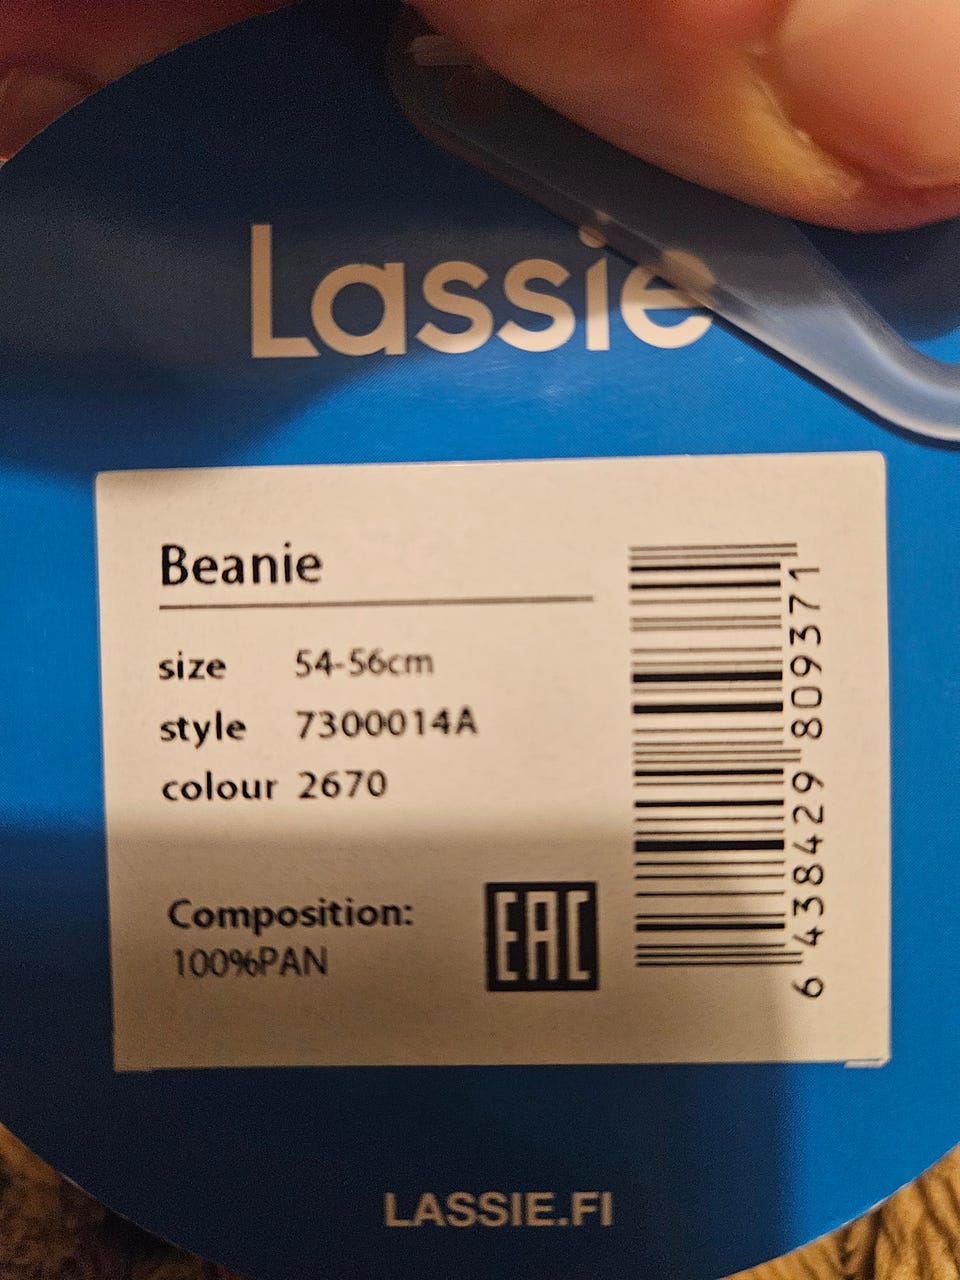 Lassie
Beanie
size 54-56cm
style 7300014A
colour 2670
Composition:
100%PAN
EAC
6 438429 809371
LASSIE.FI